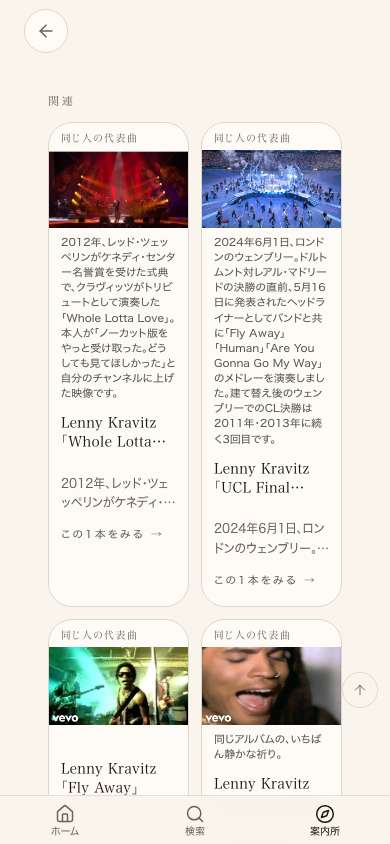 関連
同じ人の代表曲
2012年、レッド・ツェッ
ペリンがケネディ・センタ
ー名誉賞を受けた式典
で、クラヴィッツがトリビ
ュートとして演奏した
「Whole Lotta Love」。
本人が「ノーカット版を
やっと受け取った。どう
しても見てほしかった」と
自分のチャンネルに上げ
た映像です。
Lenny Kravitz
「Whole Lotta…
2012年、レッド・ツェ
ッペリンがケネディ・…
この1本をみる →
同じ人の代表曲
2024年6月1日、ロンド
ンのウェンブリー。ドルト
ムント対レアル・マドリー
ドの決勝の直前、5月16
日に発表されたヘッドラ
イナーとしてバンドと共
に「Fly Away」
「Human」「Are You
Gonna Go My Way」
のメドレーを演奏しまし
た。建て替え後のウェン
ブリーでのCL決勝は
2011年・2013年に続
く3回目です。
Lenny Kravitz
「UCL Final…
2024年6月1日、ロン
ドンのウェンブリー。…
この1本をみる →
同じ人の代表曲
vevo
Lenny Kravitz
「Fly Away」
同じ人の代表曲
vevo
同じアルバムの、いちば
ん静かな祈り。
Lenny Kravitz
ホーム
検索
案内所